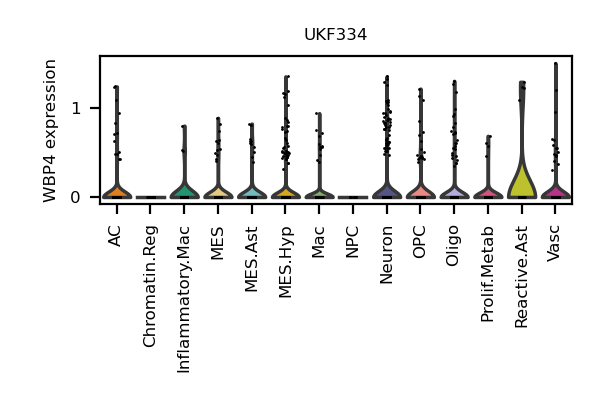 UKF334
WBP4 expression
1
0
AC
Chromatin.Reg
Inflammatory.Mac
MES
MES.Ast
MES.Hyp
Mac
NPC
Neuron
OPC
Oligo
Prolif.Metab
Reactive.Ast
Vasc